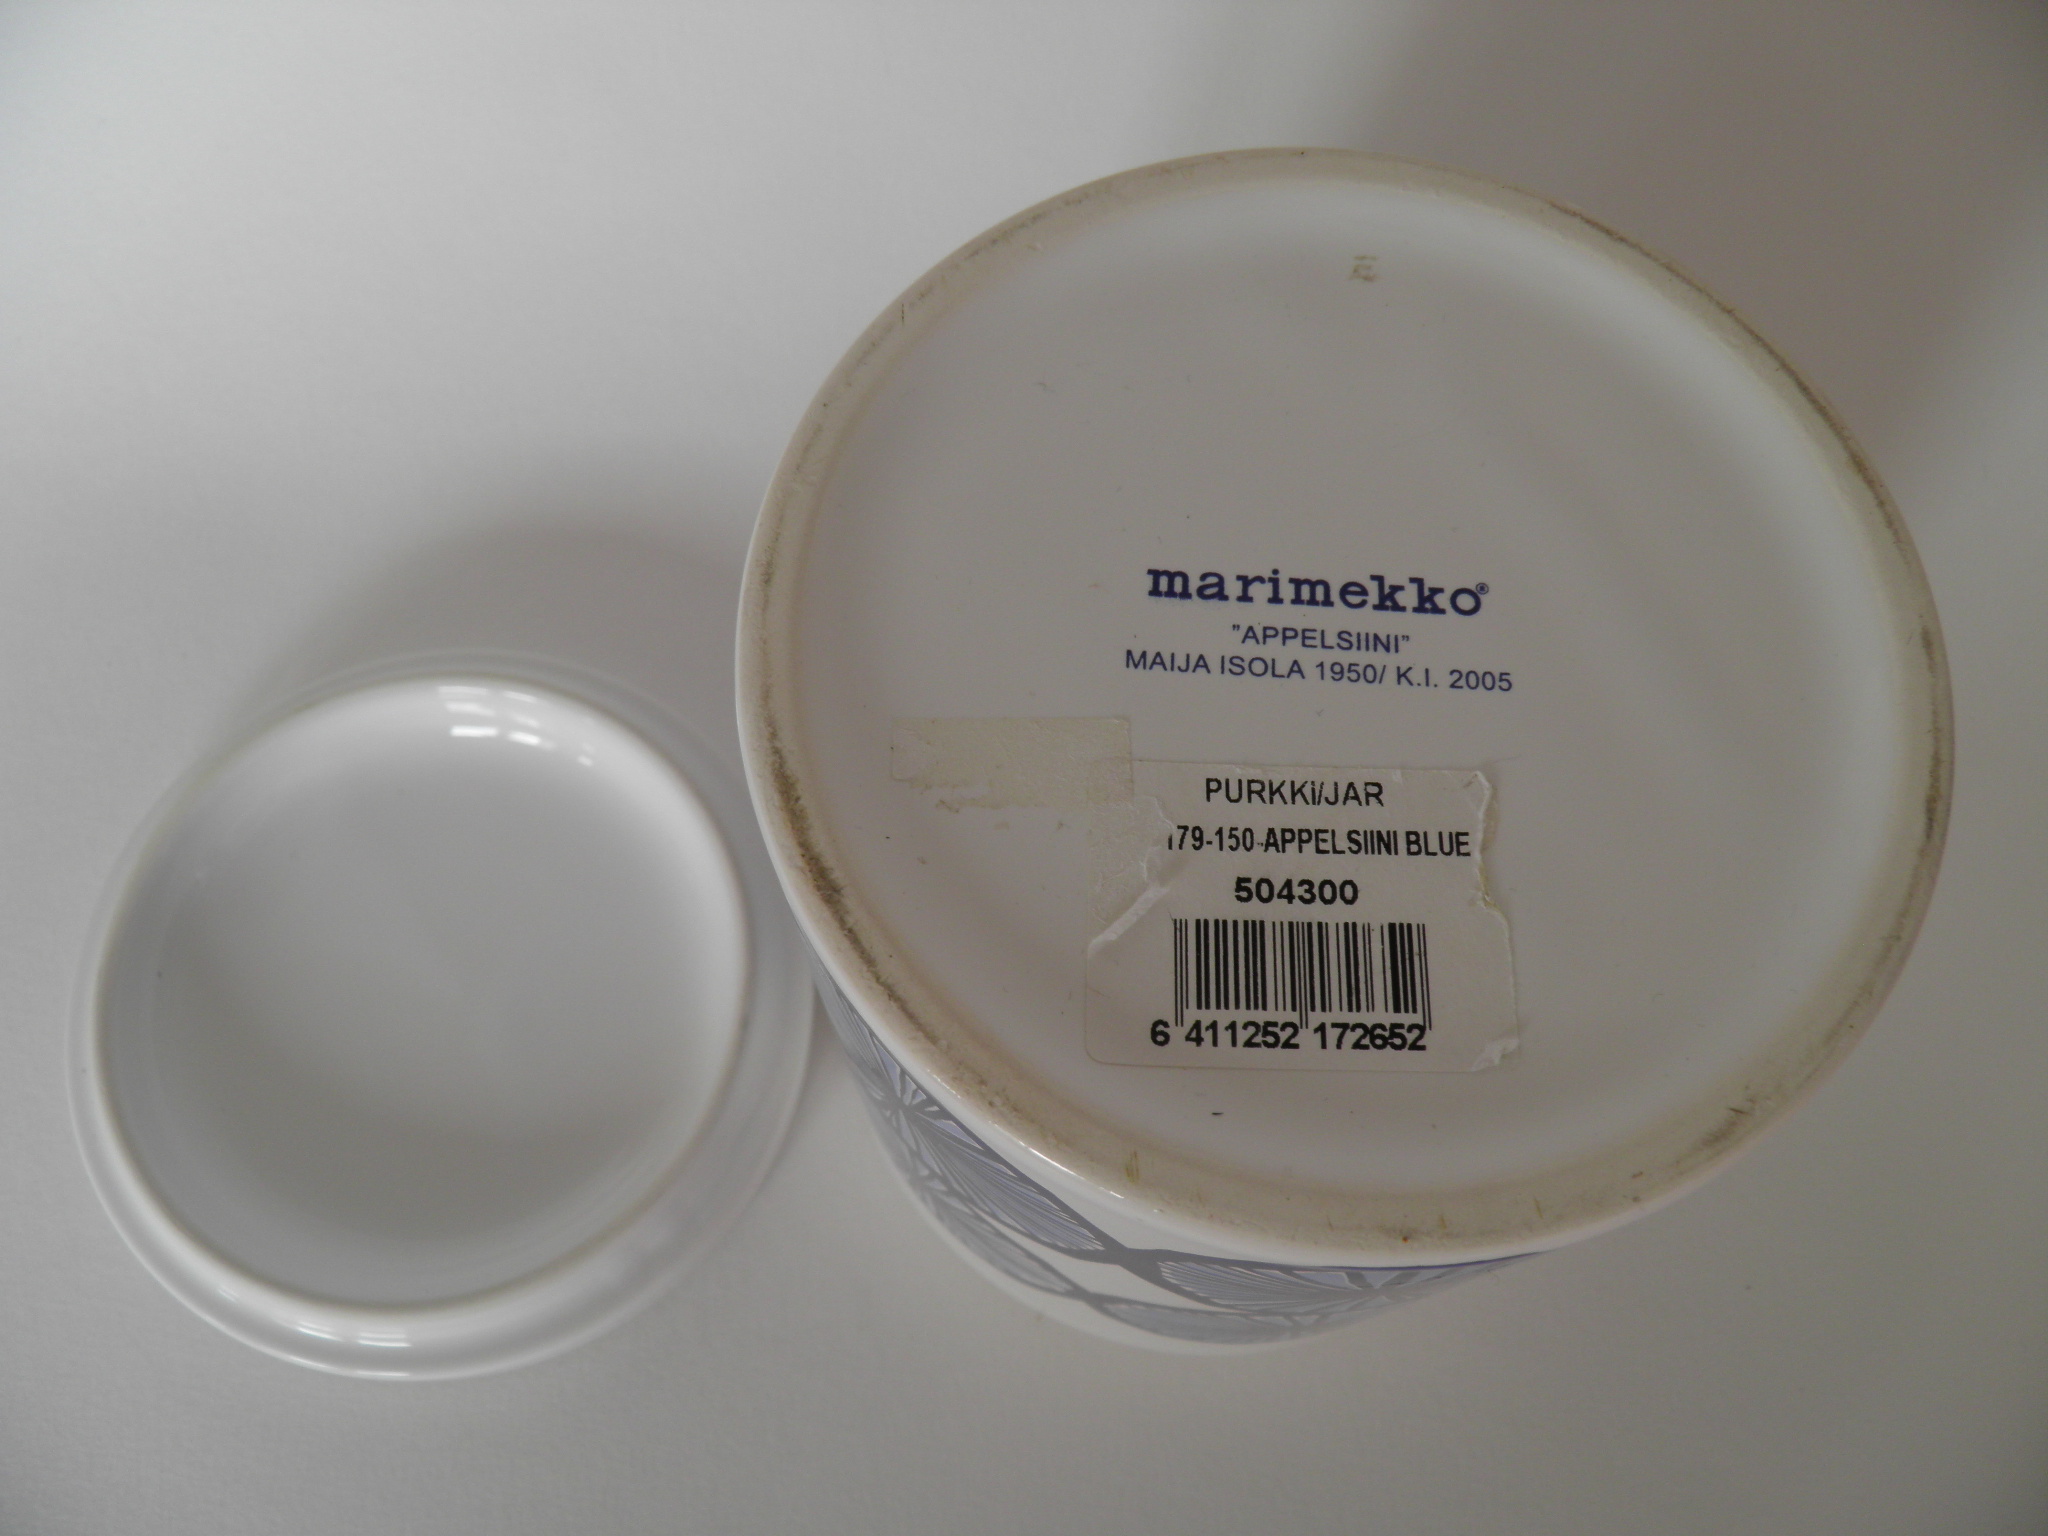 marimekko®
"APPELSIINI"
MAIJA ISOLA 1950/ K.I. 2005
PURKKI/JAR
179-150-APPELSIINI BLUE
504300
6 411252 172652